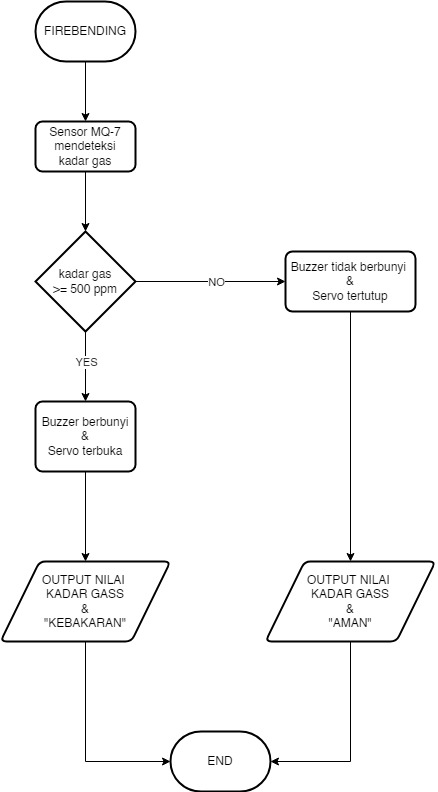 FIREBENDING
Sensor MQ-7
mendeteksi
kadar gas
kadar gas
>= 500 ppm
NO
Buzzer tidak berbunyi
&
Servo tertutup
YES
Buzzer berbunyi
&
Servo terbuka
OUTPUT NILAI
KADAR GASS
&
"KEBAKARAN"
OUTPUT NILAI
KADAR GASS
&
"AMAN"
END